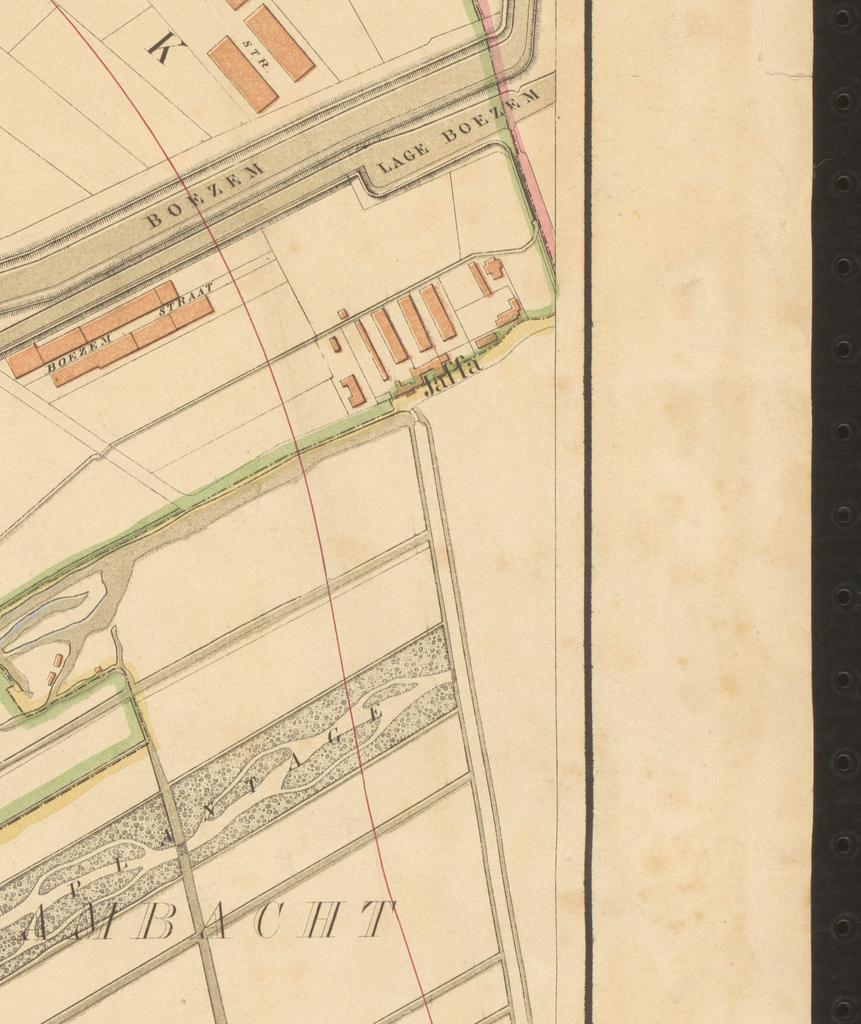 K
STR.
LAGE BOEZEM
BOEZEM
BOEZEM STRAAT
Jaffa
PLANTAGE
AMBACHT